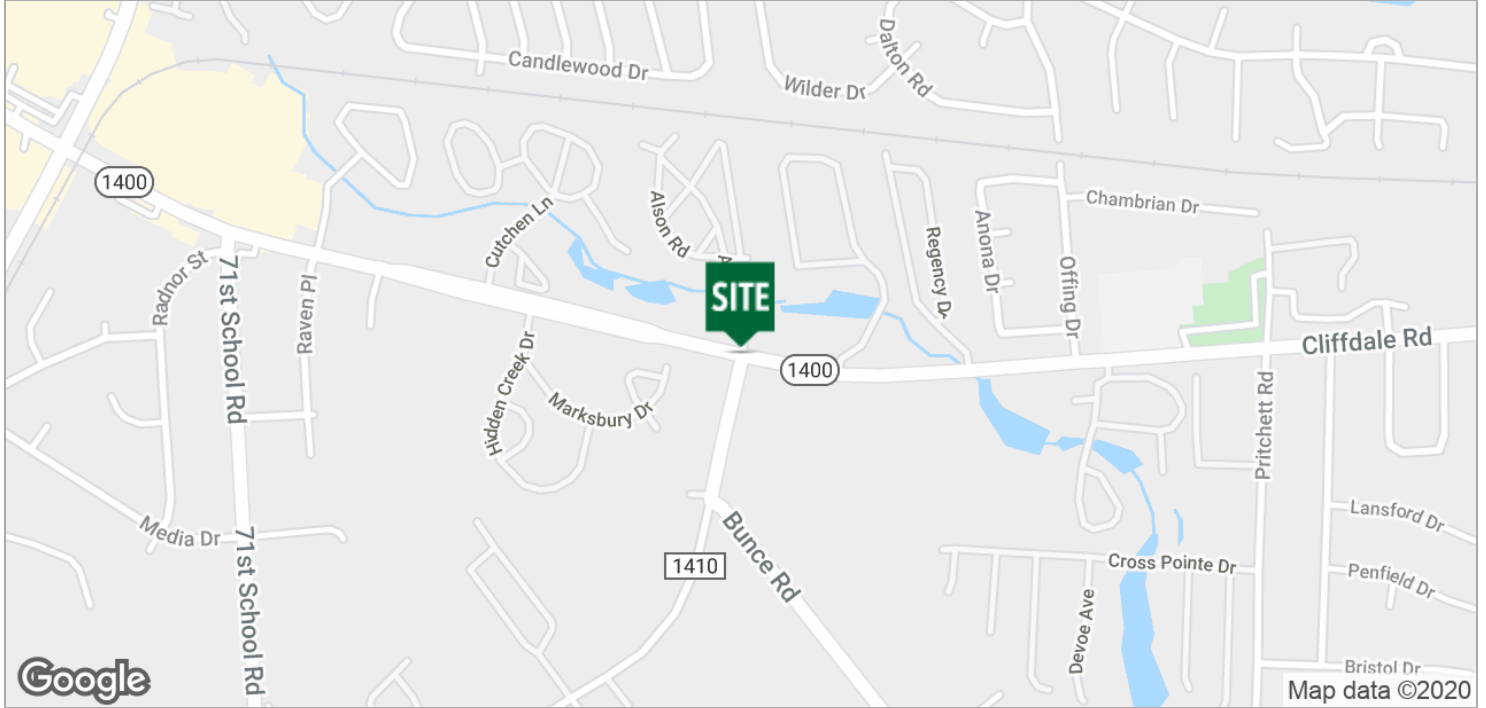 Candlewood Dr
Dalton Rd
Wilder Dr
1400
Chambrian Dr
Cutchen Ln
Alson Rd
Regency Dr
Anona Dr
Offing Dr
Radnor St
71st School Rd
Raven Pl
SITE
Cliffdale Rd
1400
Hidden Creek Dr
Marksbury Dr
Pritchett Rd
Media Dr
71st School Rd
Bunce Rd
1410
Lansford Dr
Cross Pointe Dr
Penfield Dr
Devoe Ave
Bristol Dr
Google
Map data ©2020